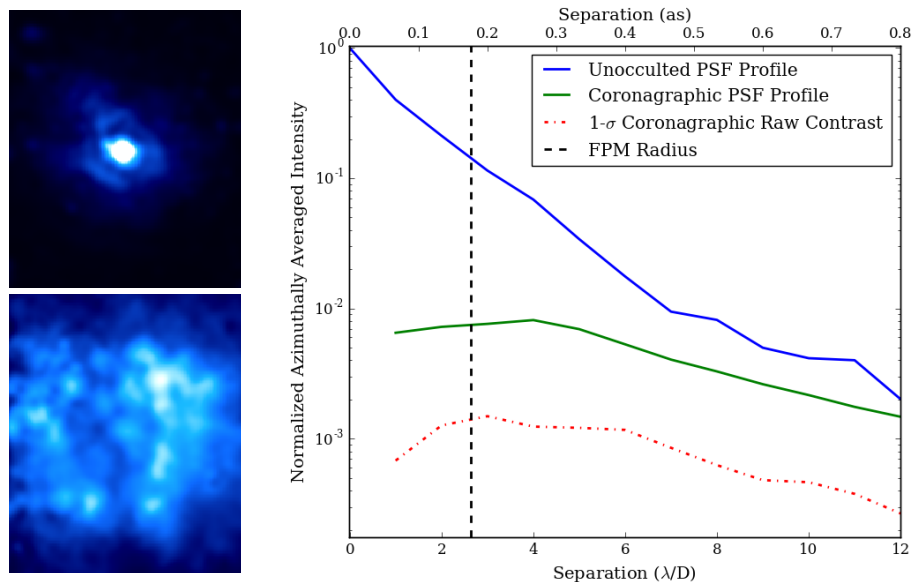 Separation (as)
0.0 0.1 0.2 0.3 0.4 0.5 0.6 0.7 0.8
Unocculted PSF Profile
Coronagraphic PSF Profile
1-σ Coronagraphic Raw Contrast
FPM Radius
Normalized Azimuthally Averaged Intensity
10⁰
10⁻¹
10⁻²
10⁻³
0 2 4 6 8 10 12
Separation (λ/D)